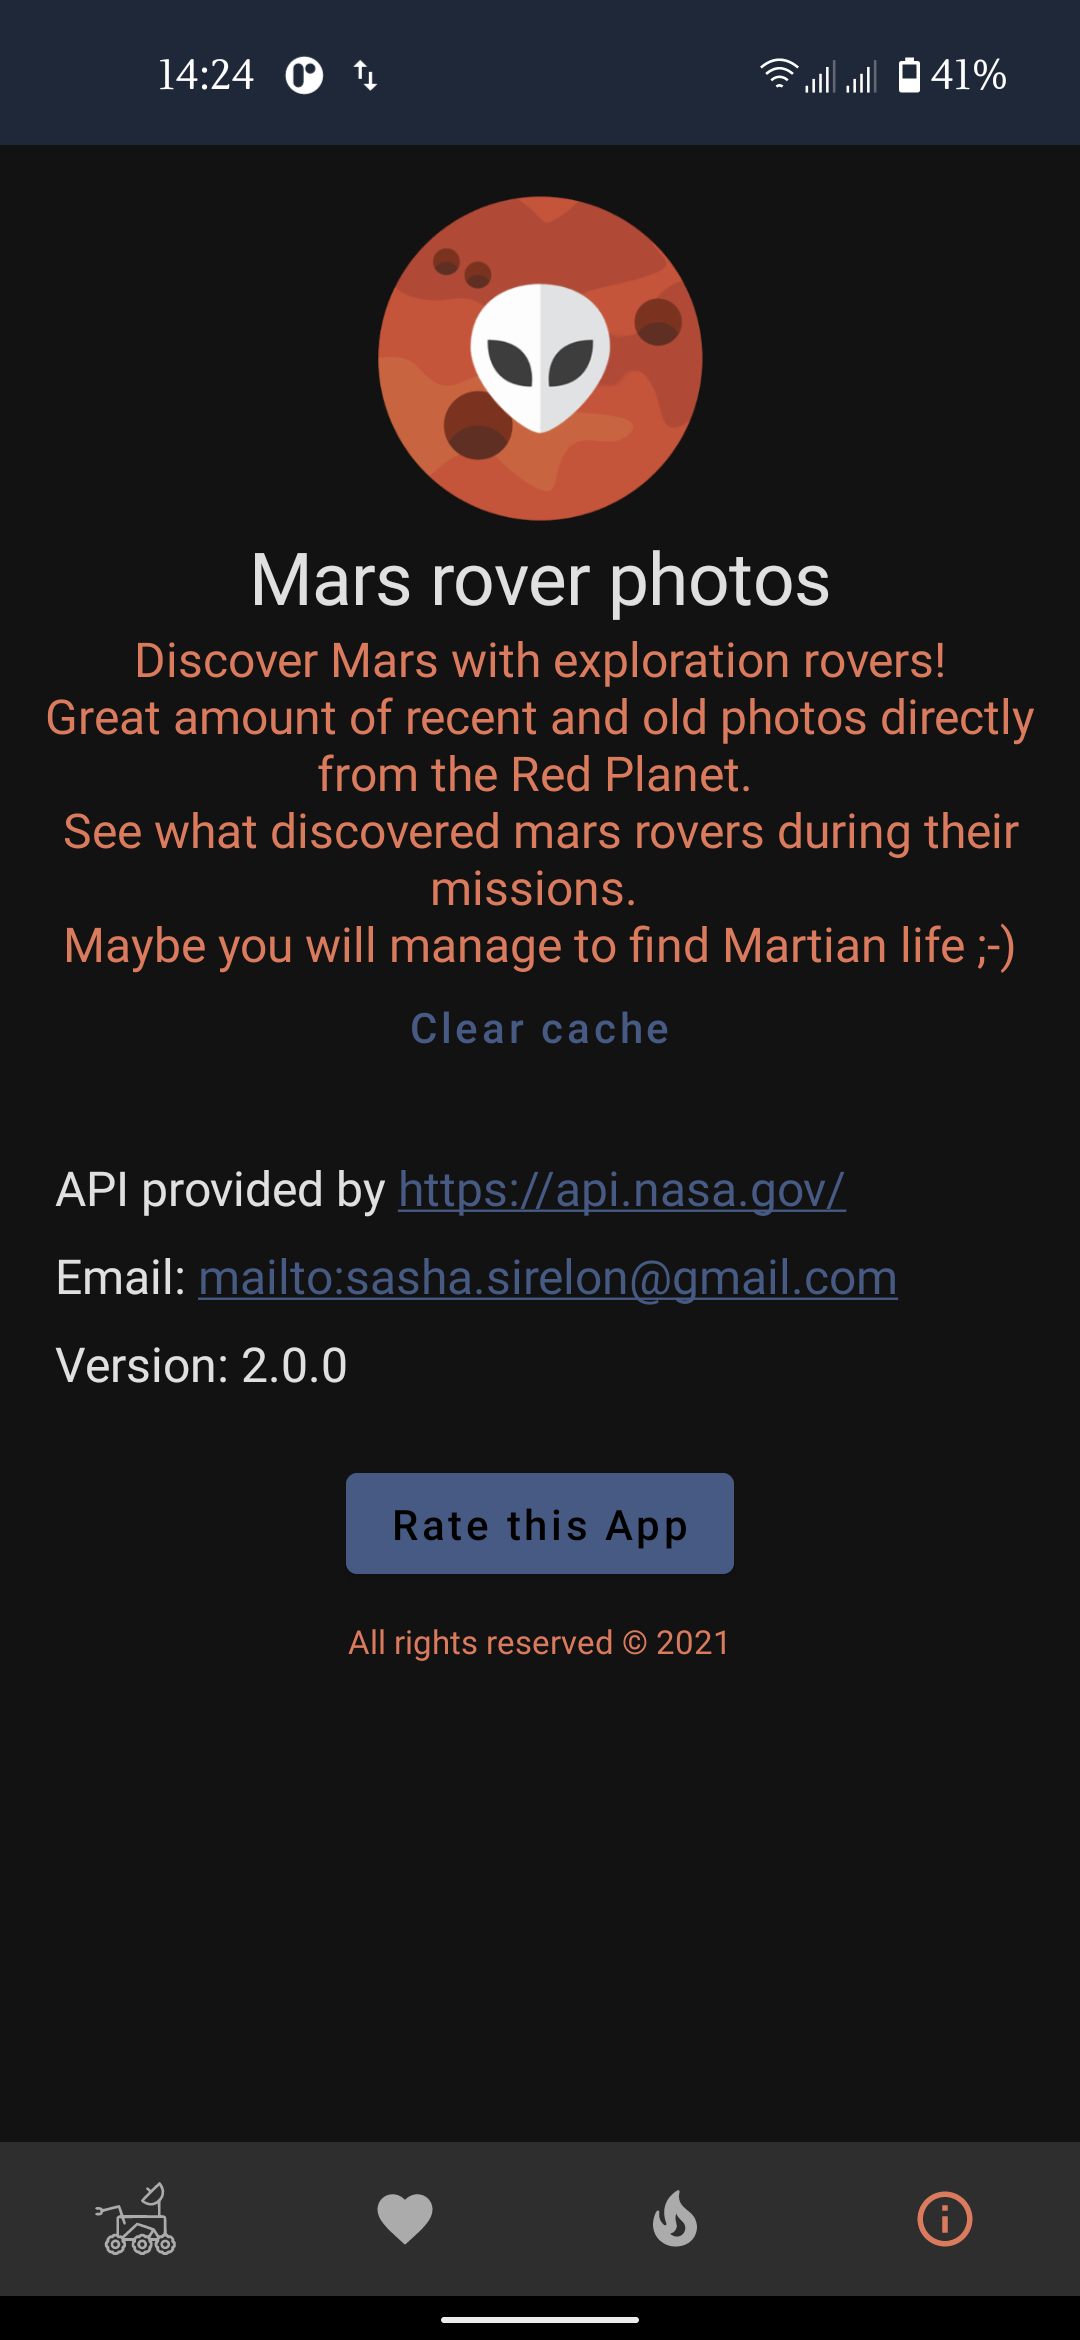 14:24
41%
Mars rover photos
Discover Mars with exploration rovers!
Great amount of recent and old photos directly
from the Red Planet.
See what discovered mars rovers during their
missions.
Maybe you will manage to find Martian life ;-)
Clear cache
API provided by https://api.nasa.gov/
Email: mailto:sasha.sirelon@gmail.com
Version: 2.0.0
Rate this App
All rights reserved © 2021